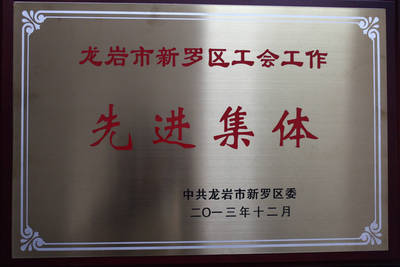 龙岩市新罗区工会工作
先进集体
中共龙岩市新罗区委
二〇一三年十二月